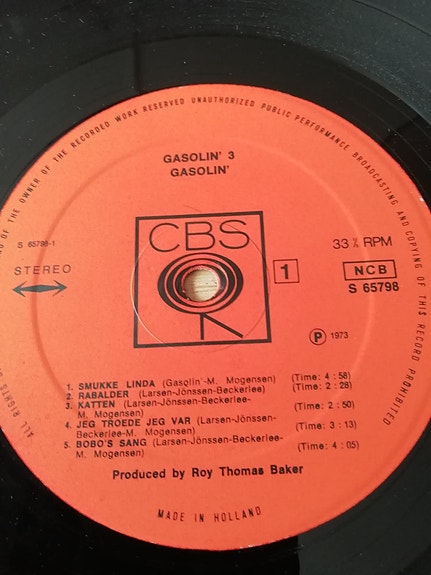 OF THE OWNER OF THE RECORDED WORK RESERVED UNAUTHORIZED PUBLIC PERFORMANCE BROADCASTING AND COPYING OF THIS RECORD PROHIBITED
GASOLIN' 3
GASOLIN'
S 65798-1
STEREO
CBS
1
33⅓ RPM
NCB
S 65798
℗ 1973
1. SMUKKE LINDA (Gasolin'-M. Mogensen) (Time: 4 : 58)
2. RABALDER (Larsen-Jönssen-Beckerlee) (Time: 2 : 28)
3. KATTEN (Larsen-Jönssen-Beckerlee-
M. Mogensen) (Time: 2 : 50)
4. JEG TROEDE JEG VAR (Larsen-Jönssen-
Beckerlee-M. Mogensen) (Time: 3 : 13)
5. BOBO'S SANG (Larsen-Jönssen-Beckerlee-
M. Mogensen) (Time: 4 : 05)
Produced by Roy Thomas Baker
MADE IN HOLLAND
ALL RIGHTS